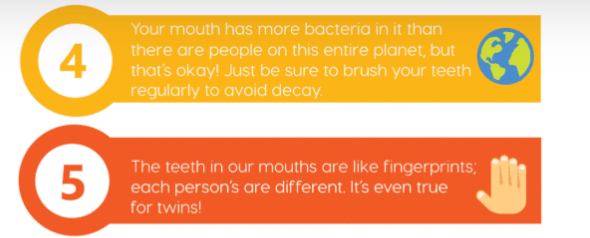 4
Your mouth has more bacteria in it than
there are people on this entire planet, but
that's okay! Just be sure to brush your teeth
regularly to avoid decay.
5
The teeth in our mouths are like fingerprints;
each person's are different. It's even true
for twins!